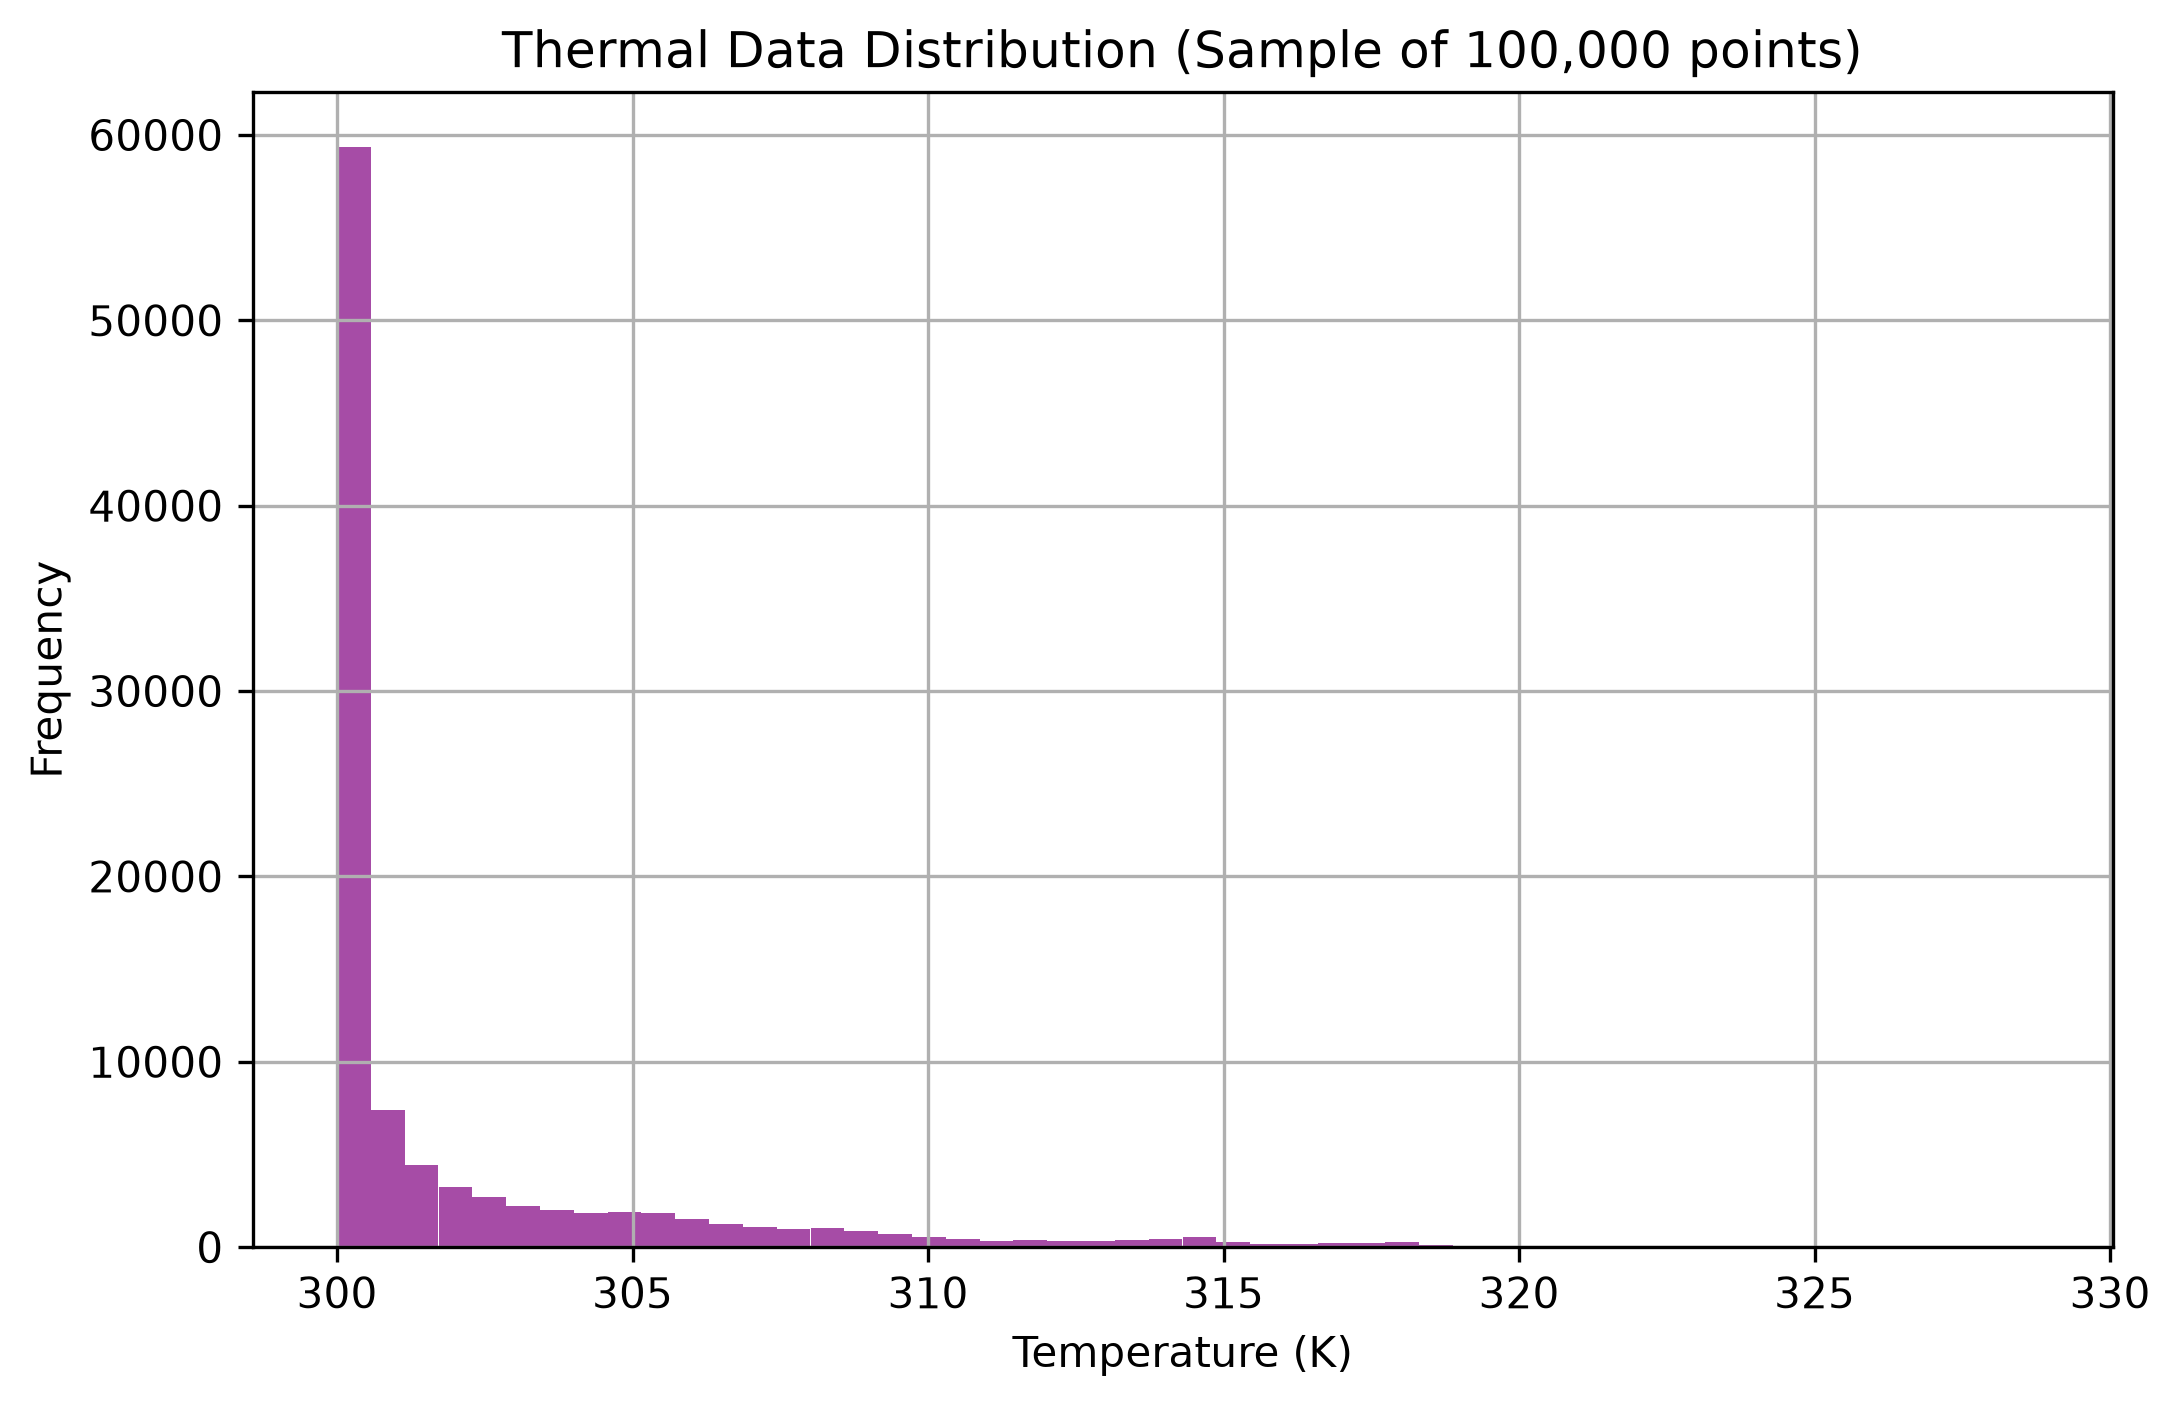 Thermal Data Distribution (Sample of 100,000 points)
60000
50000
40000
30000
20000
10000
0
Frequency
300 305 310 315 320 325 330
Temperature (K)